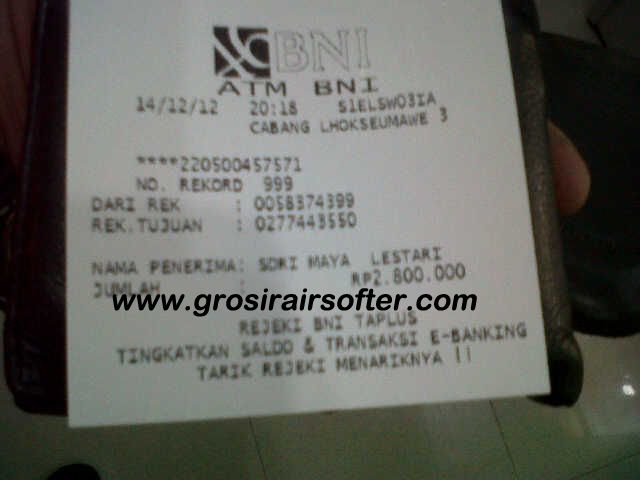 BNI
ATM BNI
14/12/12 20:18 S1ELSW03IA
CABANG LHOKSEUMAWE 3
****220500457571
NO. REKORD 999
DARI REK : 0058374399
REK.TUJUAN : 0277443550
NAMA PENERIMA: SDRI MAYA LESTARI
JUMLAH : RP2.800.000
www.grosirairsofter.com
REJEKI BNI TAPLUS
TINGKATKAN SALDO & TRANSAKSI E-BANKING
TARIK REJEKI MENARIKNYA !!